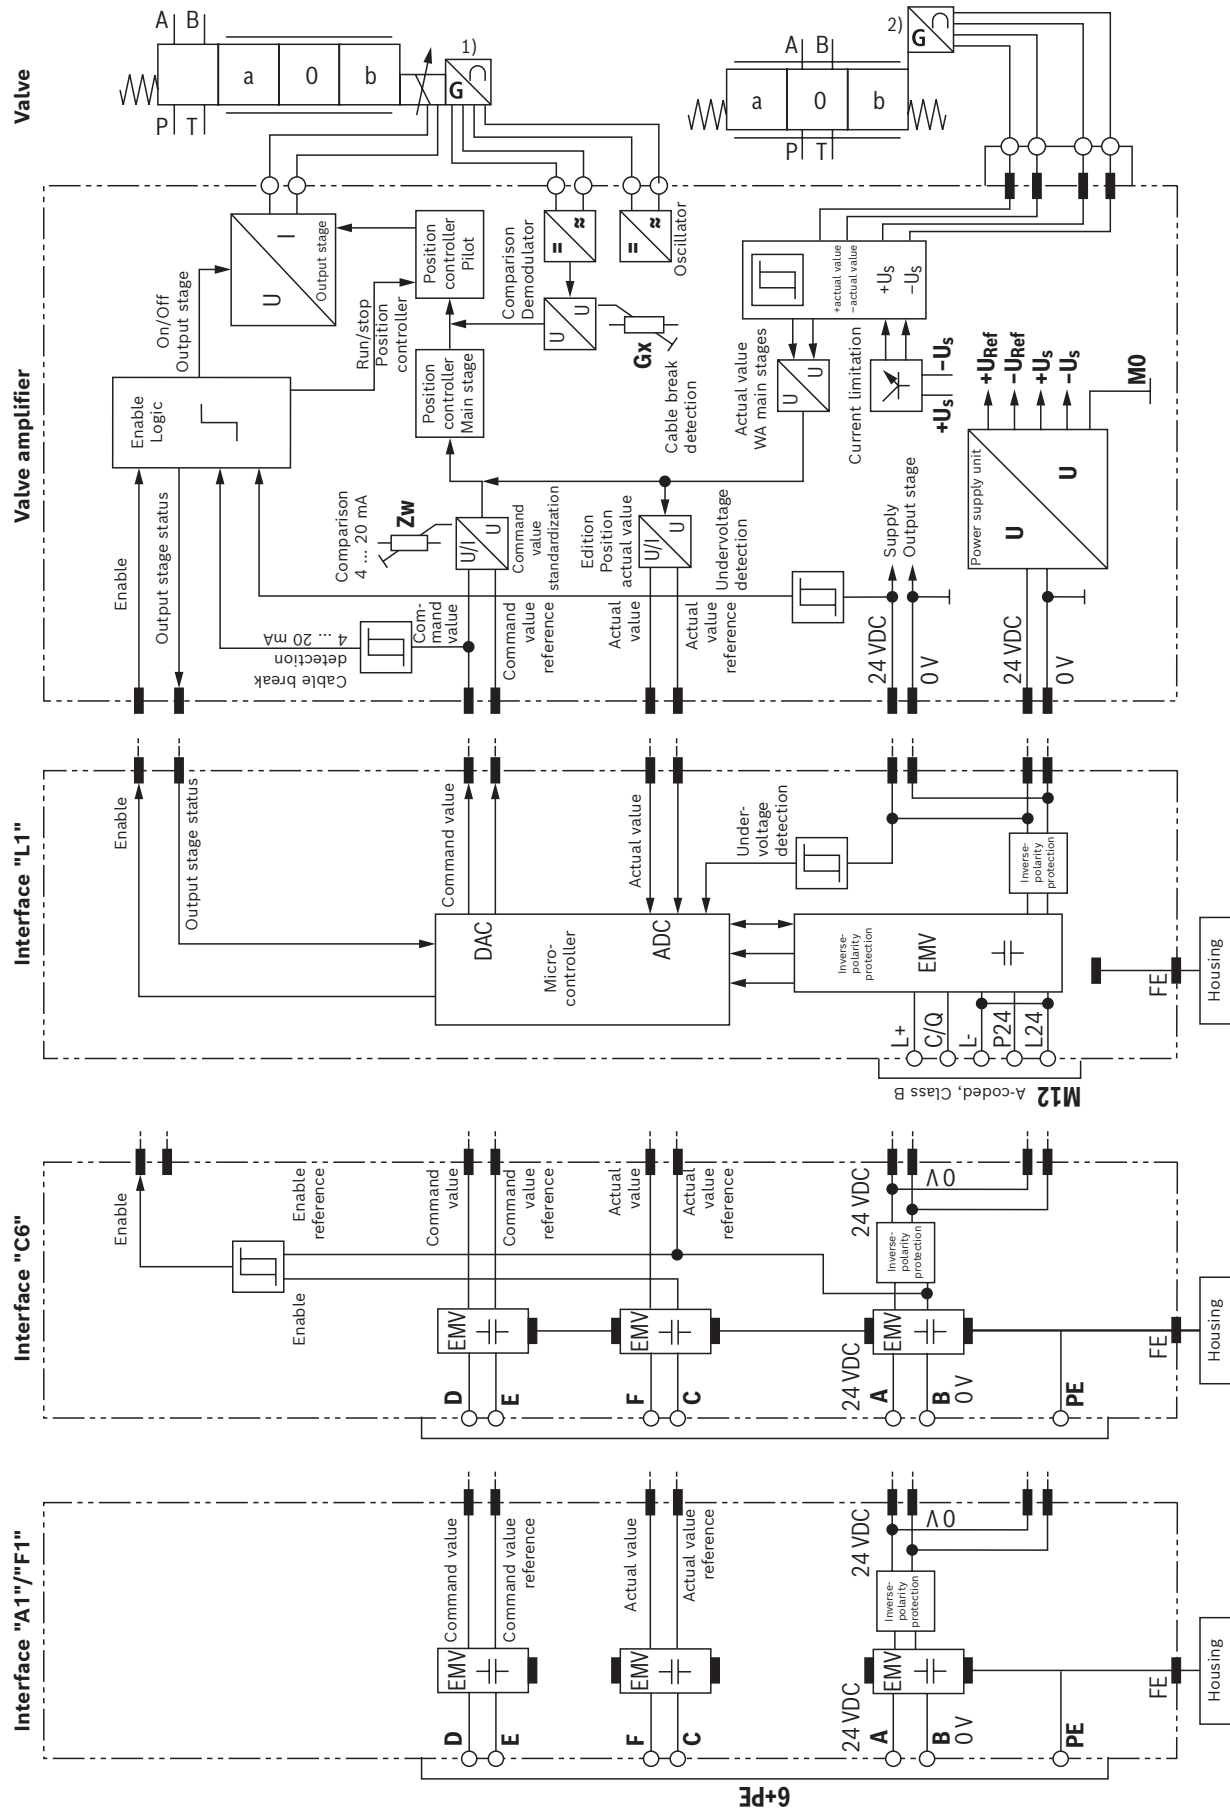 Valve
A
B
P
T
a
0
b
1)
G
A
B
P
T
a
0
b
2)
G
Valve amplifier
Enable
Output stage status
Enable
Logic
On/Off
Output stage
U
I
Output stage
Run/stop
Position
controller
Position
controller
Pilot
Position
controller
Main stage
Comparison
Demodulator
=
≈
=
≈
Oscillator
U
U
Gx
Cable break
detection
Cable break
detection
4 ... 20 mA
Com-
mand
value
Command value
reference
Comparison
4 ... 20 mA
Zw
U/I
U
Command
value
standardization
Edition
Position
actual value
U/I
U
Actual
value
Actual
value
reference
Undervoltage
detection
Actual value
WA main stages
U
U
+actual value
−actual value
+Us
−Us
Current limitation
+Us
−Us
24 VDC
0 V
Supply
Output stage
24 VDC
0 V
Power supply unit
U
U
+URef
−URef
+Us
−Us
M0
Interface "L1"
Enable
Output stage status
Command value
DAC
Micro-
controller
ADC
Actual value
Under-
voltage
detection
Inverse-
polarity
protection
Inverse-
polarity
protection
EMV
L+
C/Q
L-
P24
L24
M12
A-coded, Class B
FE
Housing
Interface "C6"
Enable
Enable
Enable
reference
Command
value
Command value
reference
EMV
D
E
Actual
value
Actual
value
reference
EMV
F
C
24 VDC
0 V
Inverse-
polarity
protection
EMV
24 VDC
A
B
0 V
PE
FE
Housing
Interface "A1"/"F1"
Command value
Command value
reference
EMV
D
E
Actual value
Actual value
reference
EMV
F
C
24 VDC
0 V
Inverse-
polarity
protection
EMV
24 VDC
A
B
0 V
PE
FE
Housing
6+PE